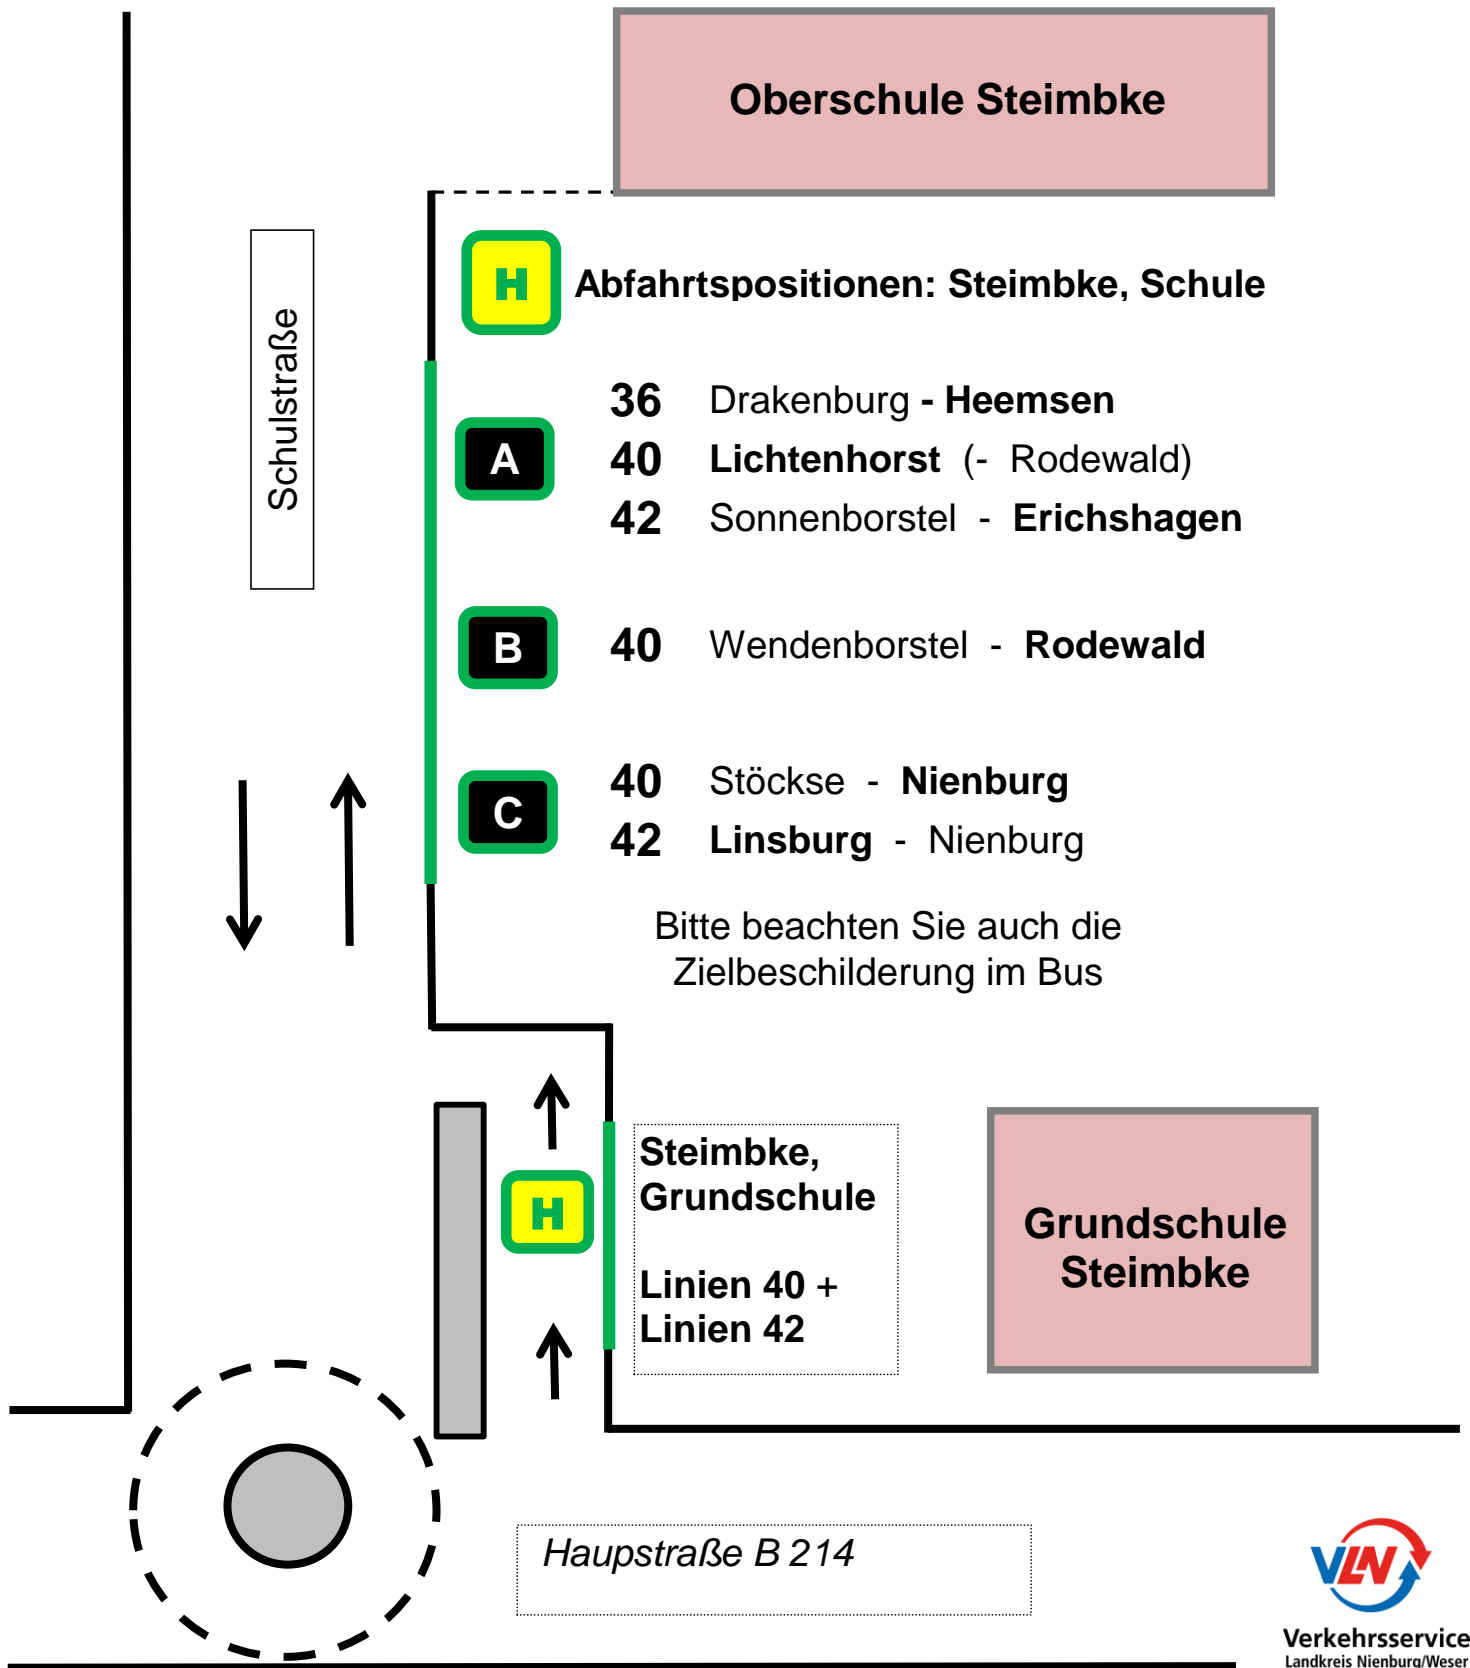 Oberschule Steimbke
Schulstraße
H
Abfahrtspositionen: Steimbke, Schule
A
36 Drakenburg - Heemsen
40 Lichtenhorst (- Rodewald)
42 Sonnenborstel - Erichshagen
B
40 Wendenborstel - Rodewald
C
40 Stöckse - Nienburg
42 Linsburg - Nienburg
Bitte beachten Sie auch die
Zielbeschilderung im Bus
H
Steimbke,
Grundschule
Linien 40 +
Linien 42
Grundschule
Steimbke
Haupstraße B 214
VLN
Verkehrsservice
Landkreis Nienburg/Weser